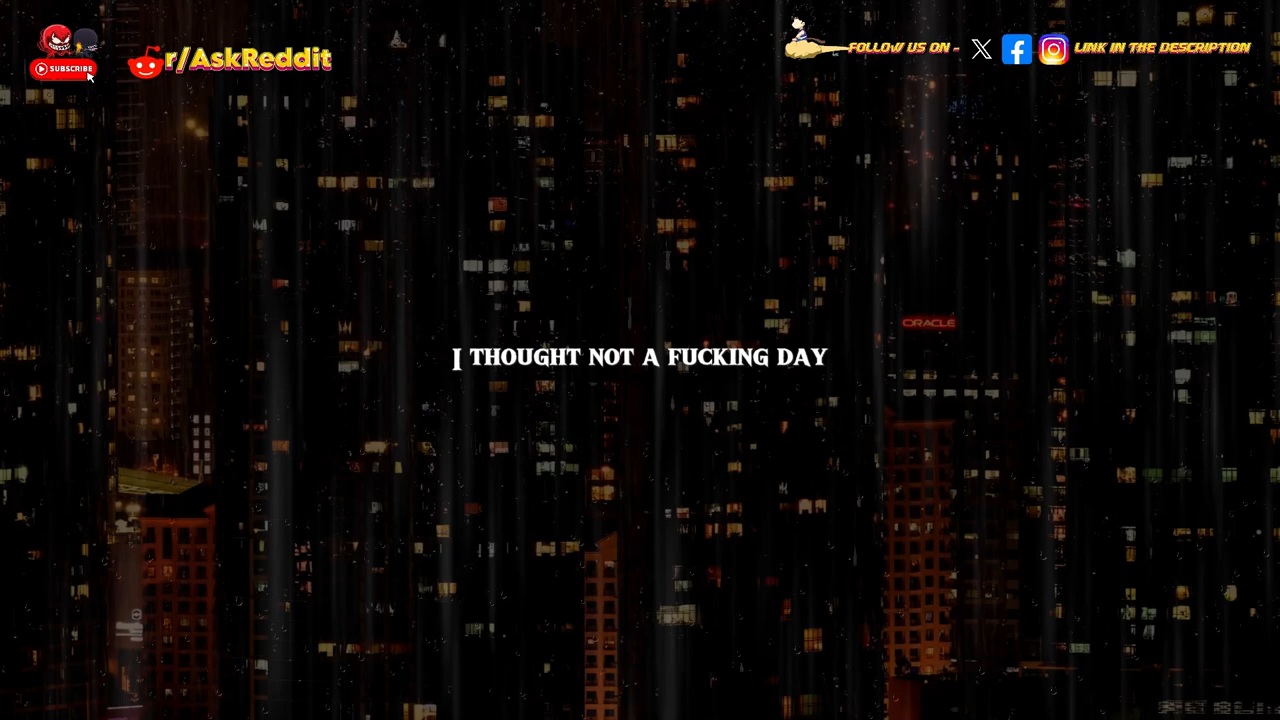 SUBSCRIBE
r/AskReddit
FOLLOW US ON -
LINK IN THE DESCRIPTION
ORACLE
I THOUGHT NOT A FUCKING DAY